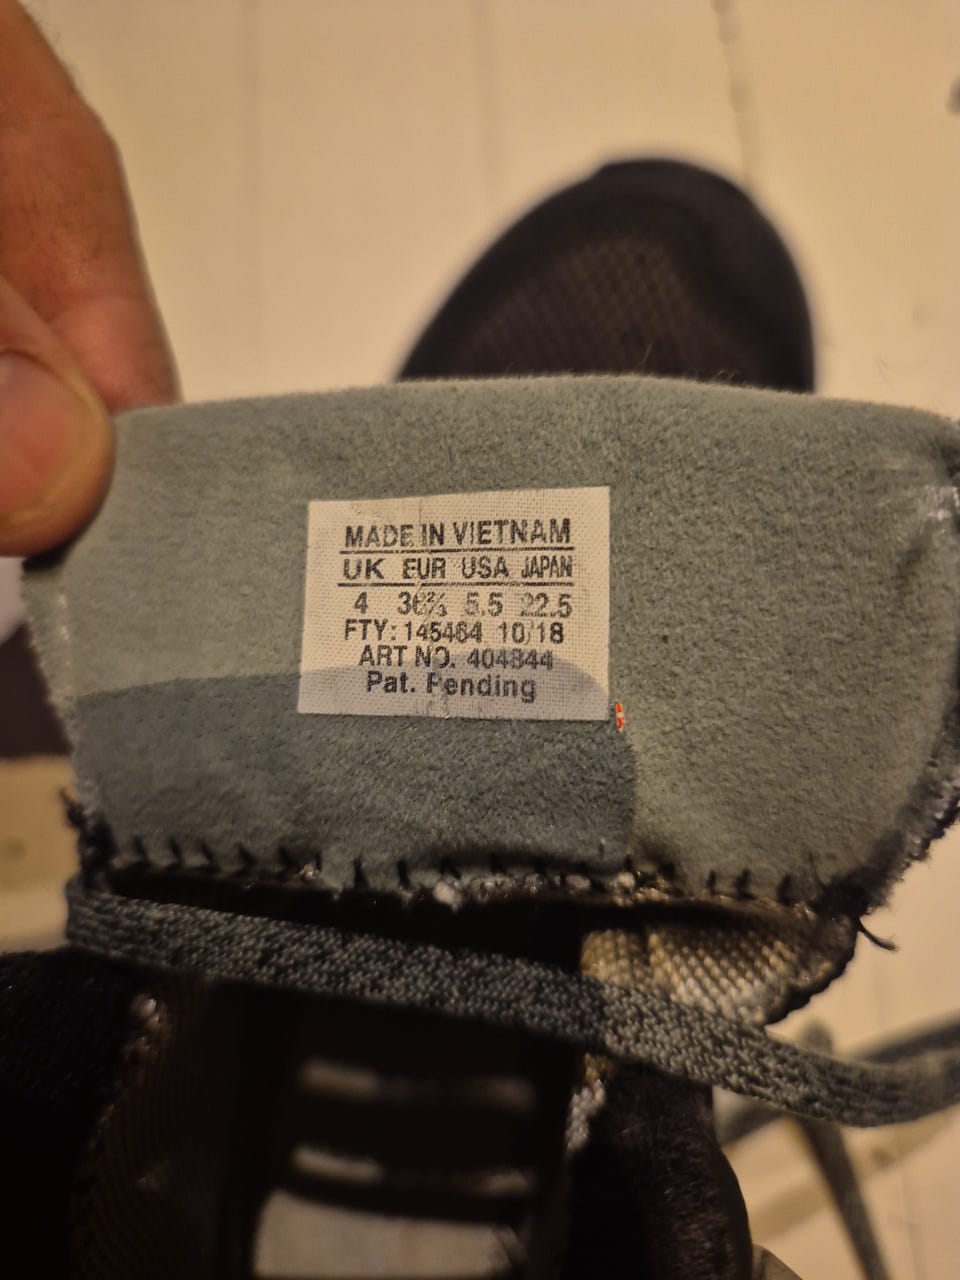 MADE IN VIETNAM
UK EUR USA JAPAN
4 36⅔ 5.5 22.5
FTY: 145464 10/18
ART NO. 404844
Pat. Pending